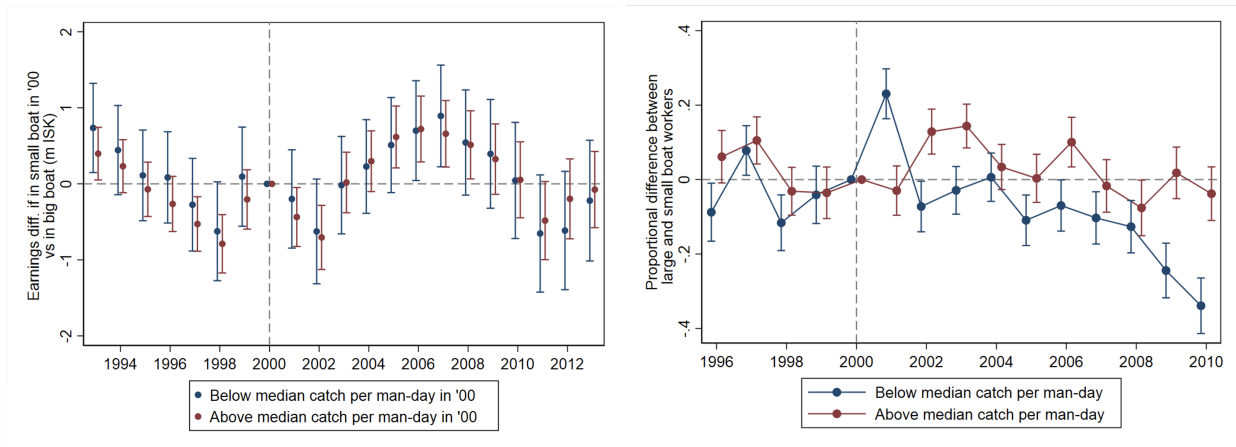 Earnings diff. if in small boat in '00
vs in big boat (m ISK)
2
1
0
-1
-2
1994 1996 1998 2000 2002 2004 2006 2008 2010 2012
Below median catch per man-day in '00
Above median catch per man-day in '00
Proportional difference between
large and small boat workers
.4
.2
0
-.2
-.4
1996 1998 2000 2002 2004 2006 2008 2010
Below median catch per man-day
Above median catch per man-day